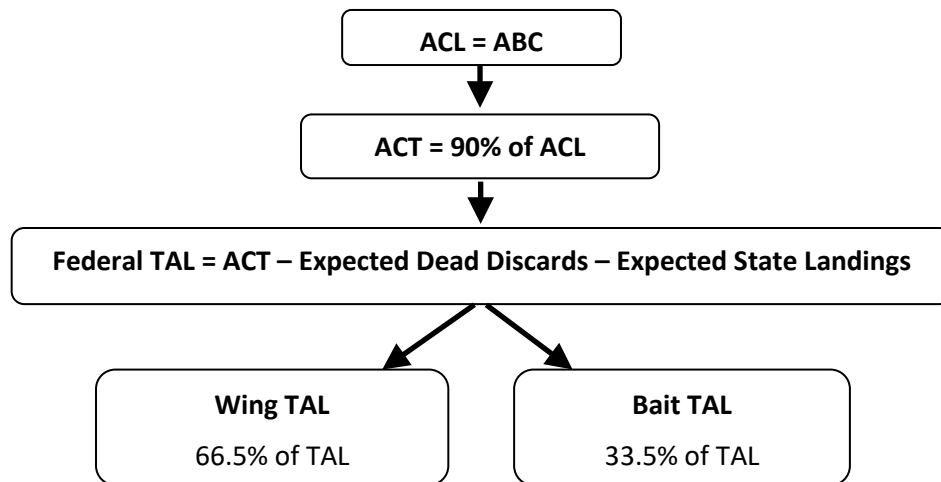 ACL = ABC
ACT = 90% of ACL
Federal TAL = ACT – Expected Dead Discards – Expected State Landings
Wing TAL
66.5% of TAL
Bait TAL
33.5% of TAL